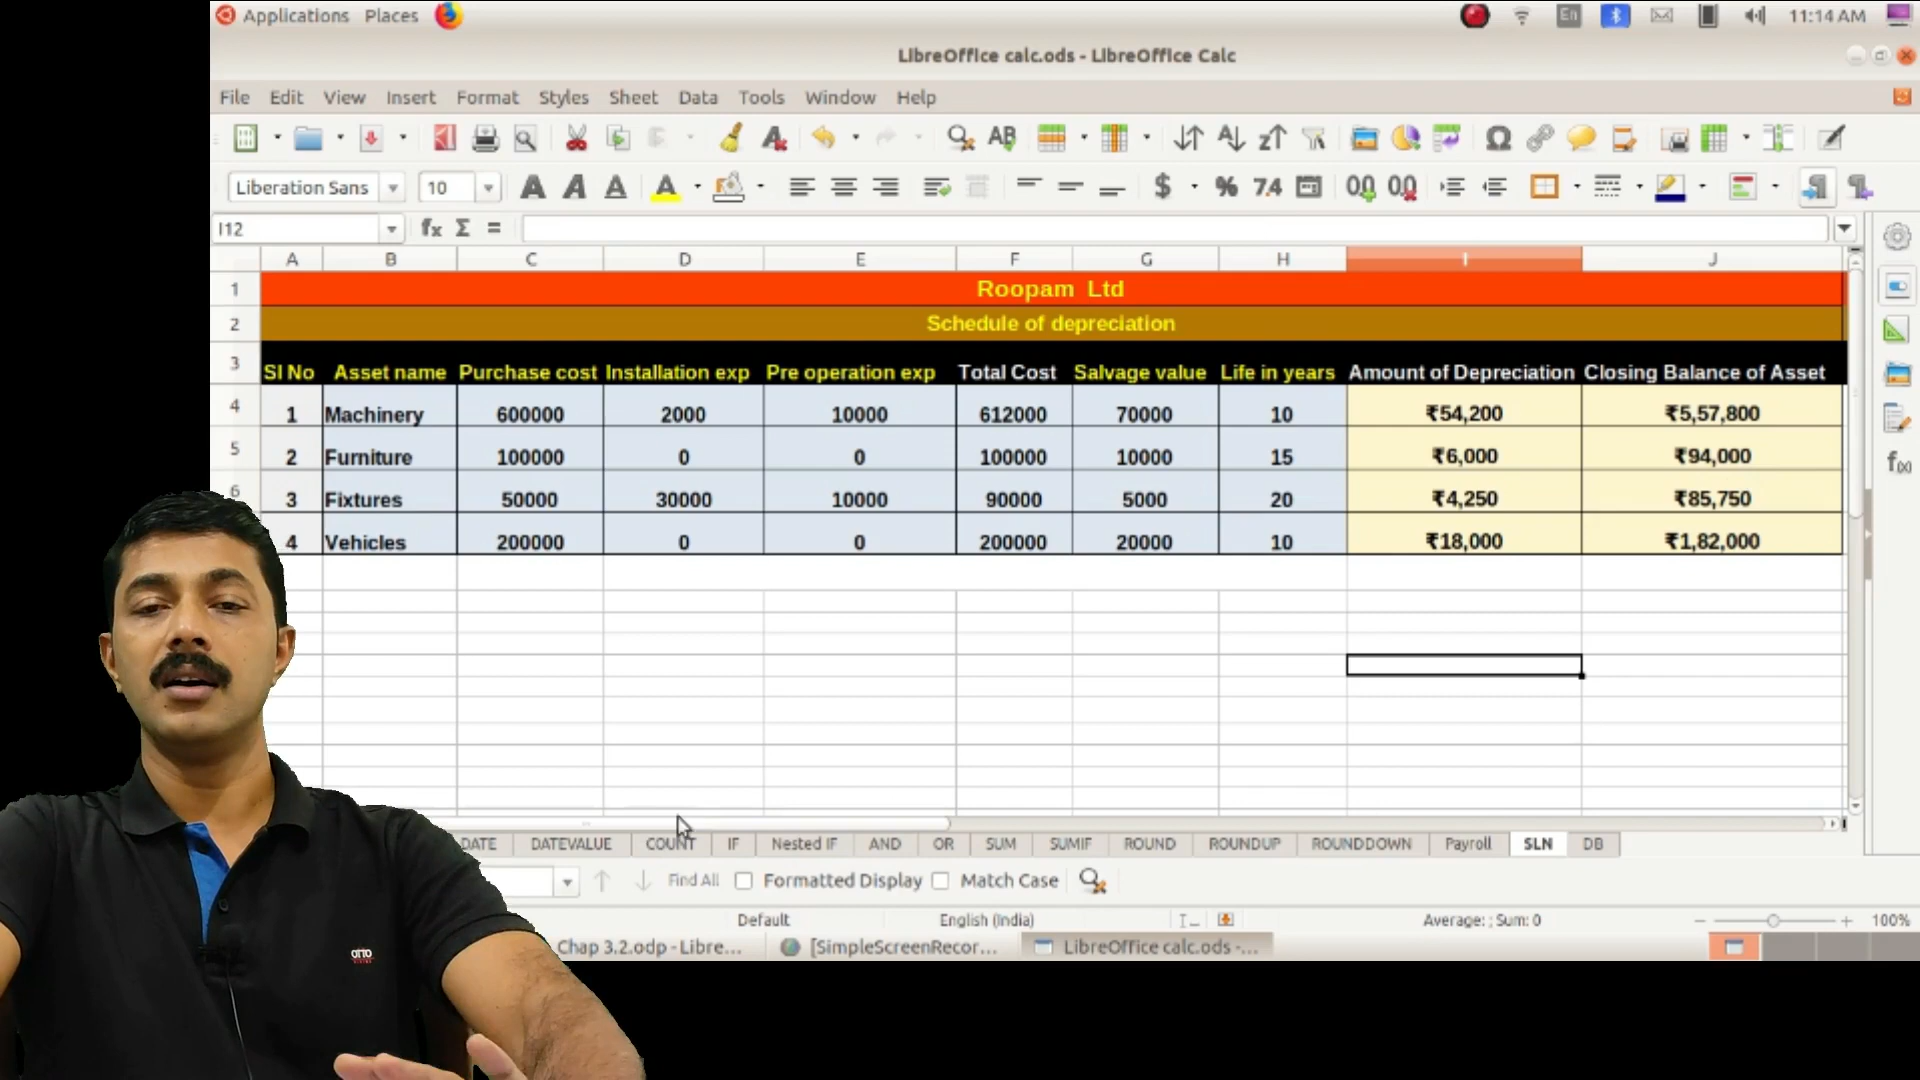 Applications Places En 11:14 AM
LibreOffice calc.ods - LibreOffice Calc
File Edit View Insert Format Styles Sheet Data Tools Window Help
Liberation Sans 10
I12
A B C D E F G H I J
1 Roopam Ltd
2 Schedule of depreciation
3 Sl No Asset name Purchase cost Installation exp Pre operation exp Total Cost Salvage value Life in years Amount of Depreciation Closing Balance of Asset
4 1 Machinery 600000 2000 10000 612000 70000 10 ₹54,200 ₹5,57,800
5 2 Furniture 100000 0 0 100000 10000 15 ₹6,000 ₹94,000
6 3 Fixtures 50000 30000 10000 90000 5000 20 ₹4,250 ₹85,750
4 Vehicles 200000 0 0 200000 20000 10 ₹18,000 ₹1,82,000
DATE DATEVALUE COUNT IF Nested IF AND OR SUM SUMIF ROUND ROUNDUP ROUNDDOWN Payroll SLN DB
Find All Formatted Display Match Case
Default English (India) Average: ; Sum: 0 100%
OTTO
Chap 3.2.odp - Libre... [SimpleScreenRecor... LibreOffice calc.ods -...